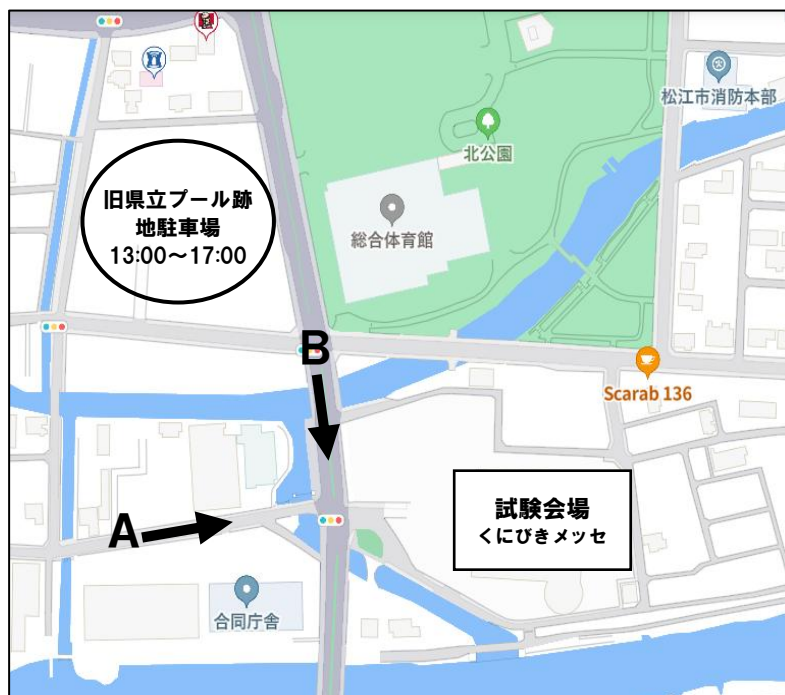 松江市消防本部
北公園
旧県立プール跡
地駐車場
13:00～17:00
総合体育館
B
Scarab 136
試験会場
くにびきメッセ
A
合同庁舎